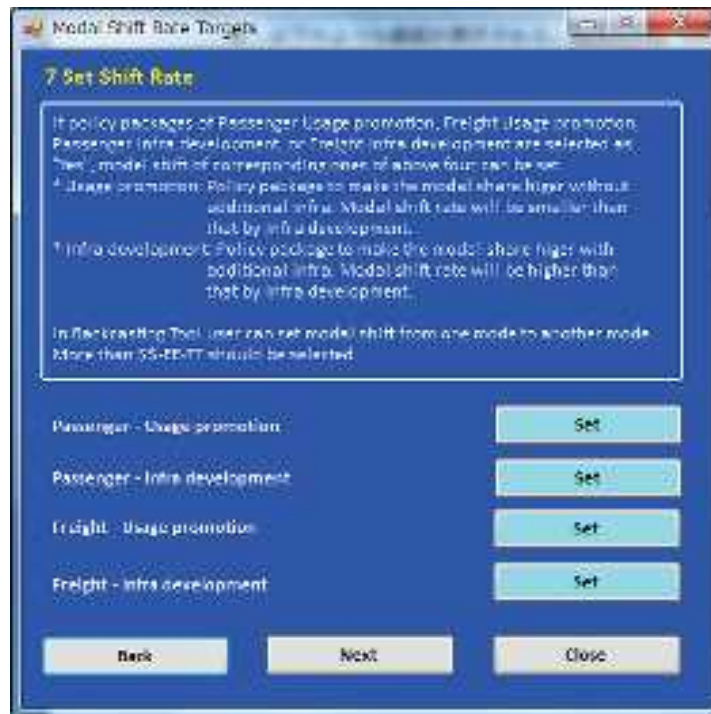 Modal Shift Rate Targets
7 Set Shift Rate
If policy packages of Passenger Usage promotion, Freight Usage promotion,
Passenger Infra development, or Freight Infra development are selected as
"Yes", modal shift of corresponding ones of above four can be set.
* Usage promotion: Policy package to make the modal share higer without
additional infra. Modal shift rate will be smaller than
that by infra development.
* Infra development: Policy package to make the modal share higer with
additional infra. Modal shift rate will be higher than
that by infra development.
In Backcasting Tool user can set modal shift from one mode to another mode.
More than should be selected
Passenger - Usage promotion Set
Passenger - Infra development Set
Freight - Usage promotion Set
Freight - Infra development Set
Back Next Close